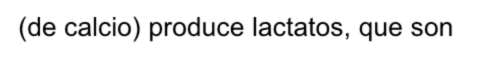 (de calcio) produce lactatos, que son